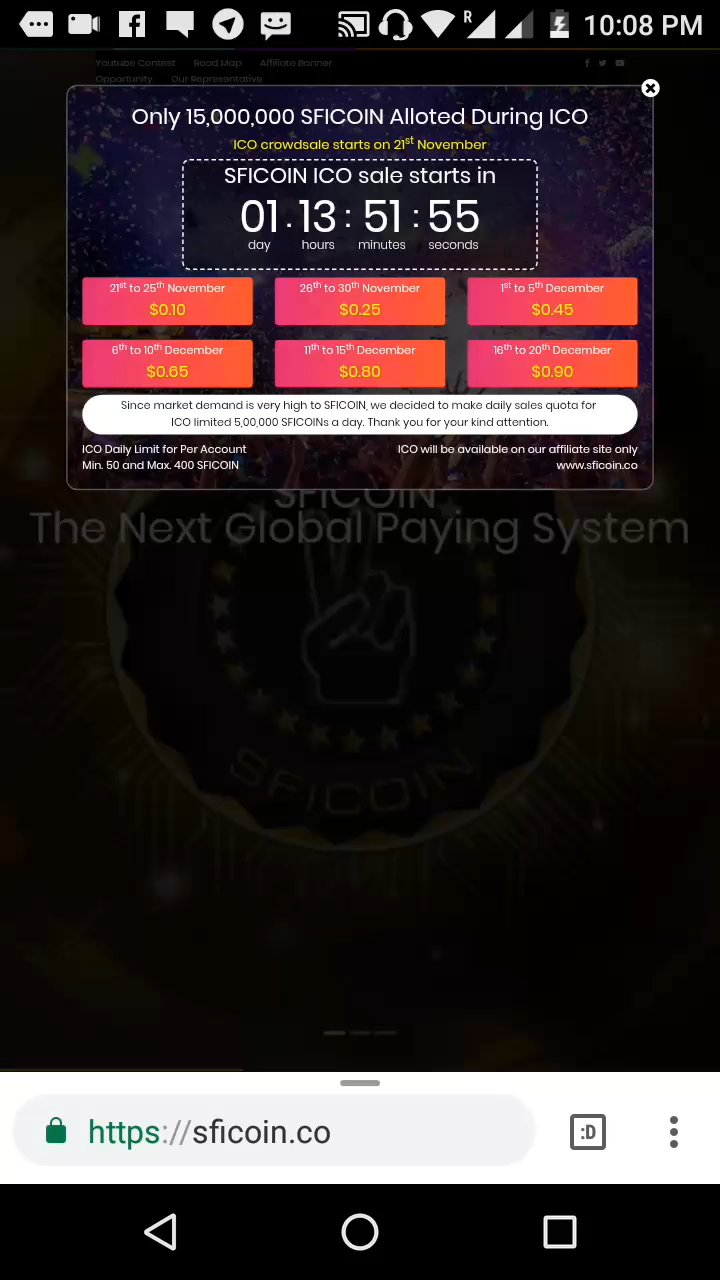 R
10:08 PM
Youtube Contest Road Map Affiliate Banner
Opportunity Our Representative
Only 15,000,000 SFICOIN Alloted During ICO
ICO crowdsale starts on 21st November
SFICOIN ICO sale starts in
01 . 13 : 51 : 55
day hours minutes seconds
21st to 25th November 26th to 30th November 1st to 5th December
$0.10 $0.25 $0.45
6th to 10th December 11th to 15th December 16th to 20th December
$0.65 $0.80 $0.90
Since market demand is very high to SFICOIN, we decided to make daily sales quota for
ICO limited 5,00,000 SFICOINs a day. Thank you for your kind attention.
ICO Daily Limit for Per Account ICO will be available on our affiliate site only
Min. 50 and Max. 400 SFICOIN www.sficoin.co
SFICOIN
The Next Global Paying System
SFICOIN
https://sficoin.co
:D